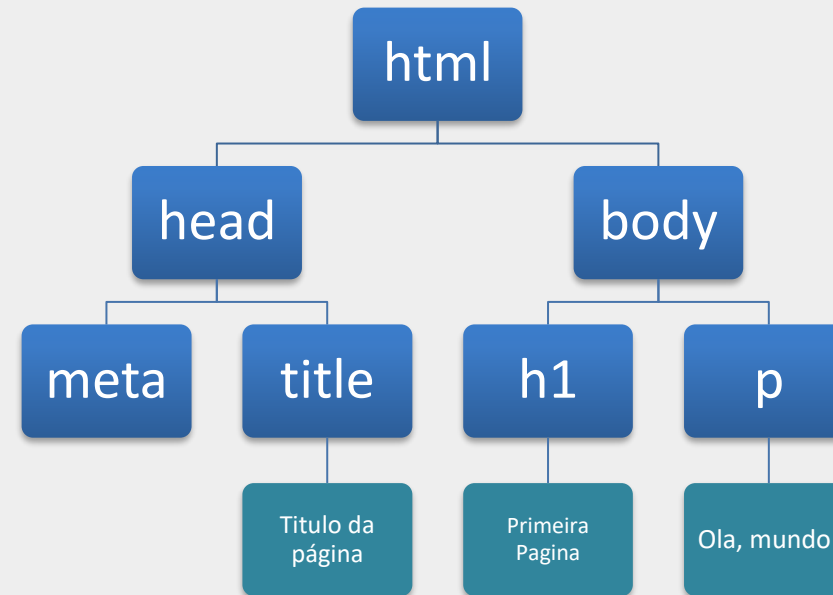 html
head
body
meta
title
h1
p
Titulo da
página
Primeira
Pagina
Ola, mundo